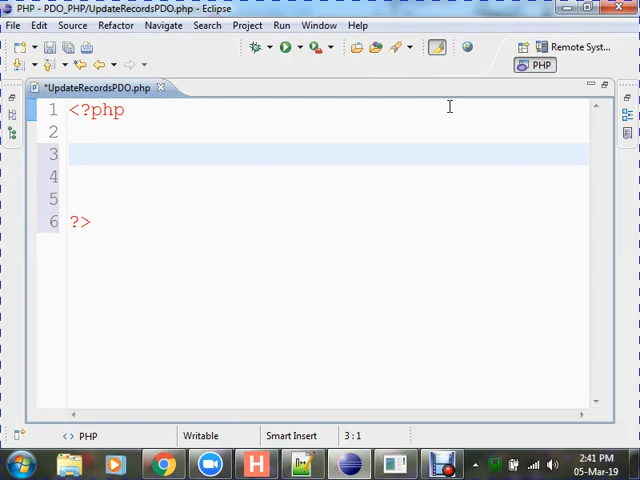 PHP - PDO_PHP/UpdateRecordsPDO.php - Eclipse
File Edit Source Refactor Navigate Search Project Run Window Help
Remote Syst...
PHP
*UpdateRecordsPDO.php
1 <?php
2
3
4
5
6 ?>
<> PHP Writable Smart Insert 3:1
2:41 PM
05-Mar-19